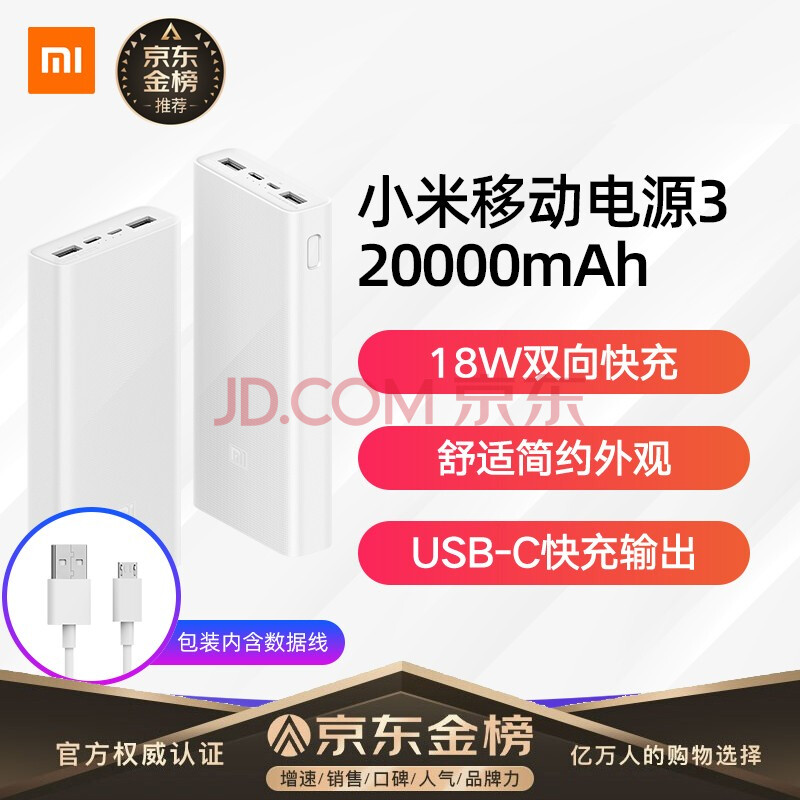 mi
京东
金榜
推荐
小米移动电源3
20000mAh
18W双向快充
JD.COM 京东
舒适简约外观
USB-C快充输出
mi
包装内含数据线
官方权威认证
京东金榜
亿万人的购物选择
增速/销售/口碑/人气/品牌力